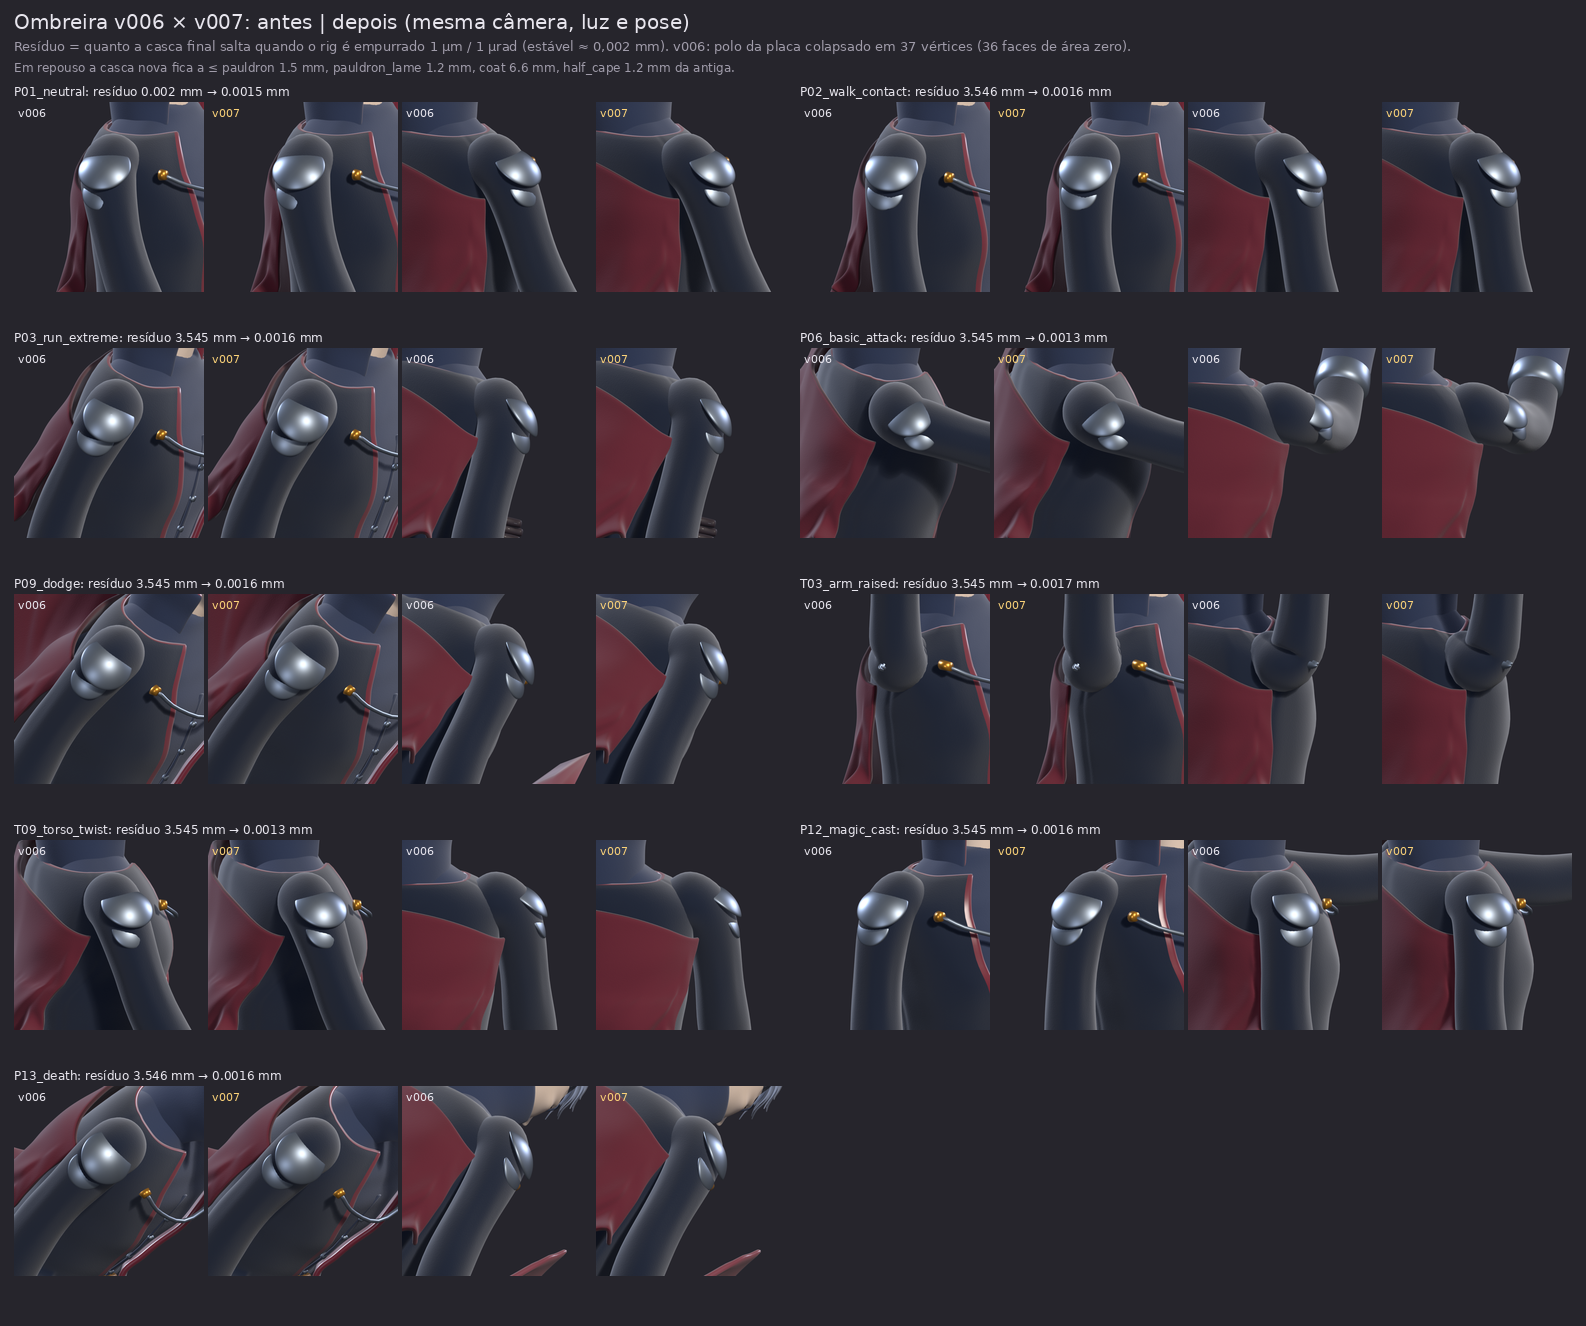 Ombreira v006 × v007: antes | depois (mesma câmera, luz e pose)
Resíduo = quanto a casca final salta quando o rig é empurrado 1 µm / 1 µrad (estável ≈ 0,002 mm). v006: polo da placa colapsado em 37 vértices (36 faces de área zero).
Em repouso a casca nova fica a ≤ pauldron 1.5 mm, pauldron_lame 1.2 mm, coat 6.6 mm, half_cape 1.2 mm da antiga.
P01_neutral: resíduo 0.002 mm → 0.0015 mm
v006 v007 v006 v007
P02_walk_contact: resíduo 3.546 mm → 0.0016 mm
v006 v007 v006 v007
P03_run_extreme: resíduo 3.545 mm → 0.0016 mm
v006 v007 v006 v007
P06_basic_attack: resíduo 3.545 mm → 0.0013 mm
v006 v007 v006 v007
P09_dodge: resíduo 3.545 mm → 0.0016 mm
v006 v007 v006 v007
T03_arm_raised: resíduo 3.545 mm → 0.0017 mm
v006 v007 v006 v007
T09_torso_twist: resíduo 3.545 mm → 0.0013 mm
v006 v007 v006 v007
P12_magic_cast: resíduo 3.545 mm → 0.0016 mm
v006 v007 v006 v007
P13_death: resíduo 3.546 mm → 0.0016 mm
v006 v007 v006 v007